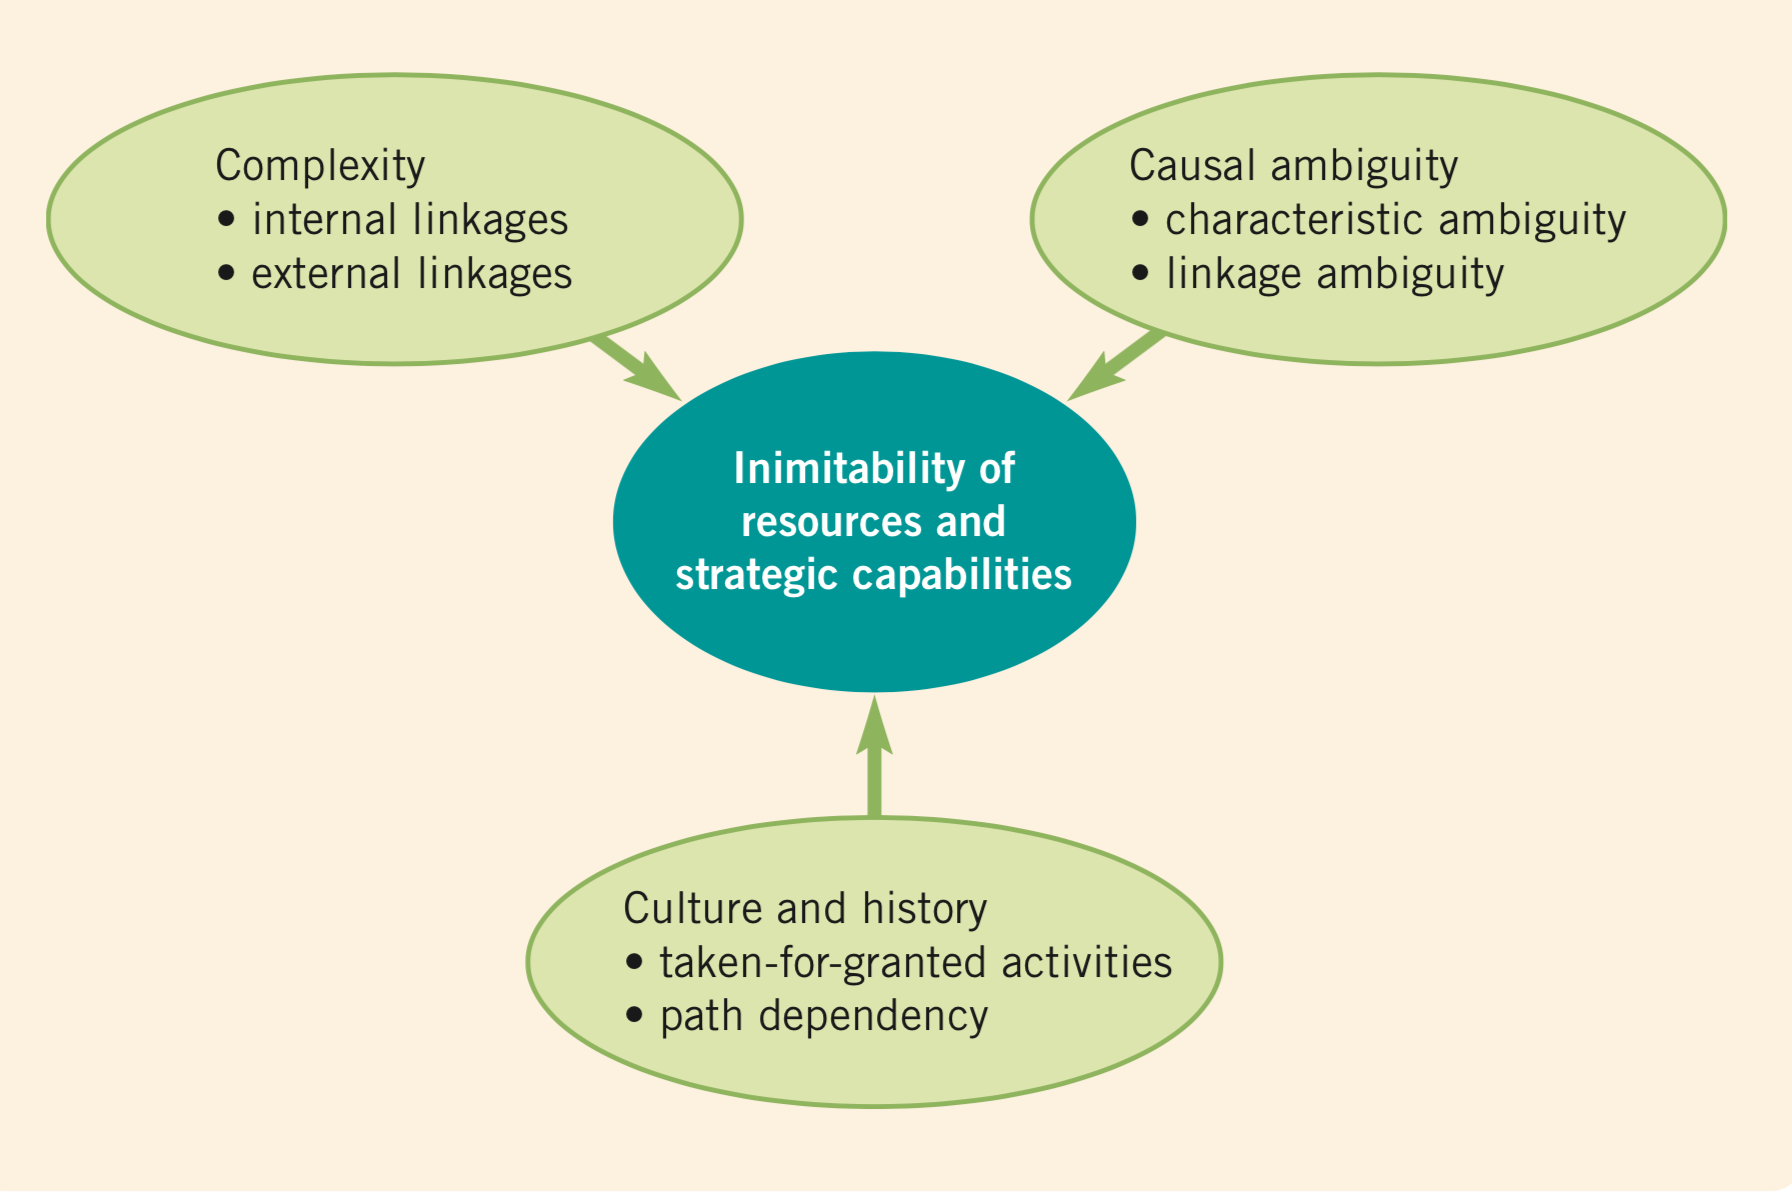 Complexity
• internal linkages
• external linkages
Causal ambiguity
• characteristic ambiguity
• linkage ambiguity
Inimitability of
resources and
strategic capabilities
Culture and history
• taken-for-granted activities
• path dependency